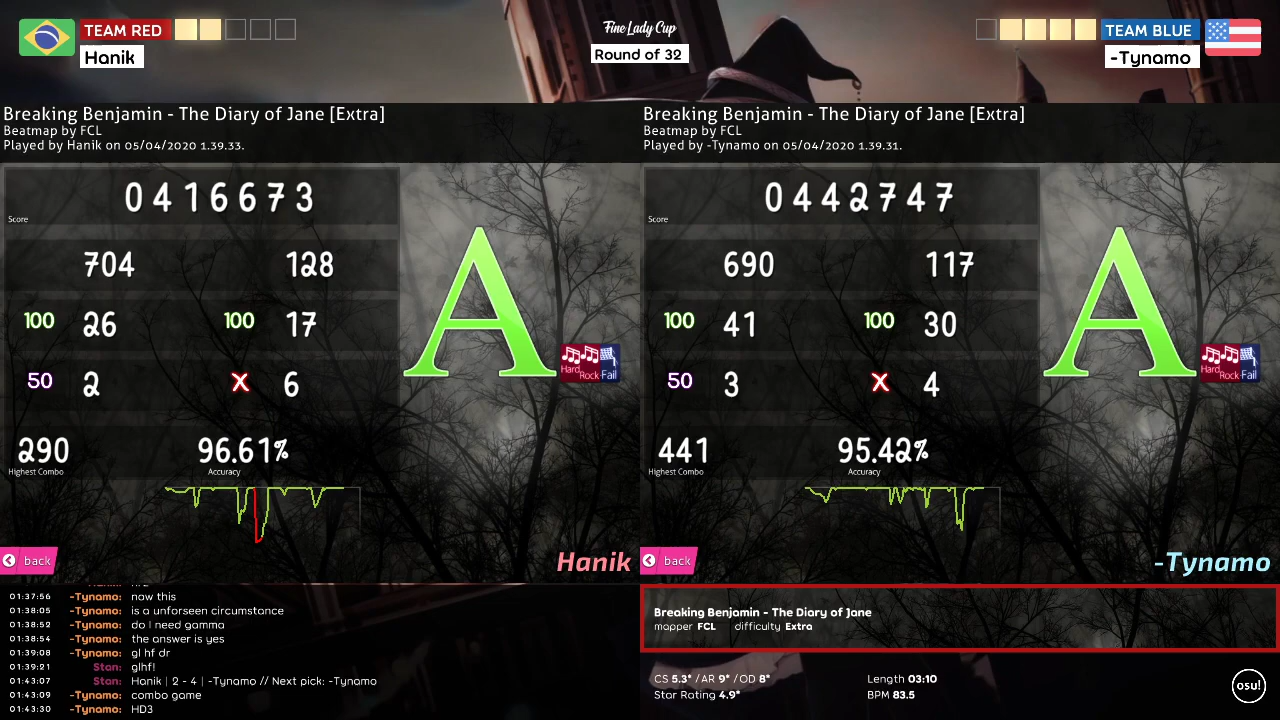 TEAM RED
Hanik
Fine Lady Cup
Round of 32
TEAM BLUE
-Tynamo
Breaking Benjamin - The Diary of Jane [Extra]
Beatmap by FCL
Played by Hanik on 05/04/2020 1.39.33.
0416673
Score
704 128
100 26 100 17
50 2 X 6
290 96.61%
Highest Combo Accuracy
A
Hard Rock
back
Hanik
Breaking Benjamin - The Diary of Jane [Extra]
Beatmap by FCL
Played by -Tynamo on 05/04/2020 1.39.31.
0442747
Score
690 117
100 41 100 30
50 3 X 4
441 95.42%
Highest Combo Accuracy
A
Hard Rock
back
-Tynamo
01:37:56 -Tynamo: now this
01:38:05 -Tynamo: is a unforseen circumstance
01:38:52 -Tynamo: do I need gamma
01:38:54 -Tynamo: the answer is yes
01:39:08 -Tynamo: gl hf dr
01:39:21 Stan: glhf!
01:43:07 Stan: Hanik | 2 - 4 | -Tynamo // Next pick: -Tynamo
01:43:09 -Tynamo: combo game
01:43:30 -Tynamo: HD3
Breaking Benjamin - The Diary of Jane
mapper FCL difficulty Extra
CS 5.3* / AR 9* / OD 8*
Star Rating 4.9*
Length 03:10
BPM 83.5
osu!